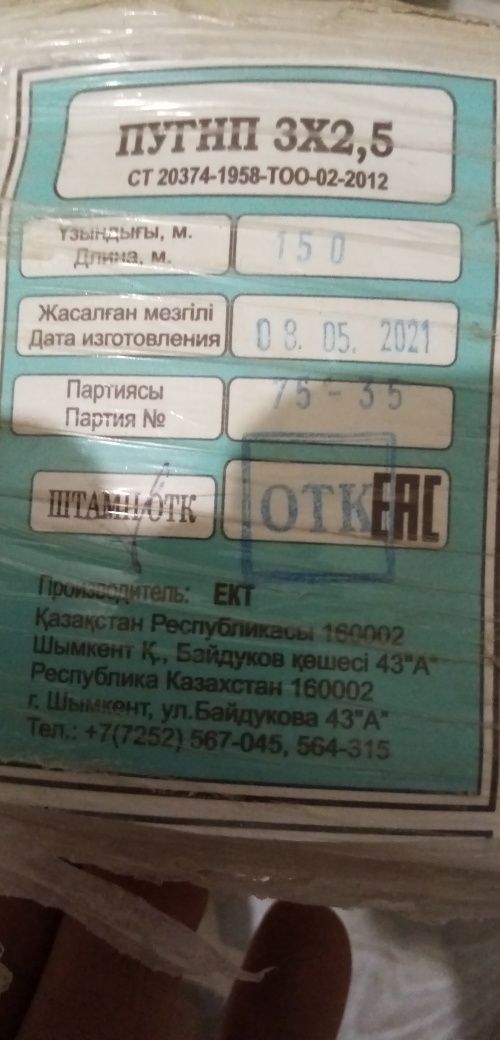 ПУГНП 3Х2,5
СТ 20374-1958-ТОО-02-2012
Ұзындығы, м.
Длина, м.
150
Жасалған мезгілі
Дата изготовления
08. 05. 2021
Партиясы
Партия №
75-35
ШТАМП ОТК
ОТК
ЕАС
Производитель: ЕКТ
Қазақстан Республикасы 160002
Шымкент Қ., Байдуков көшесі 43"А"
Республика Казахстан 160002
г. Шымкент, ул.Байдукова 43"А"
Тел.: +7(7252) 567-045, 564-315